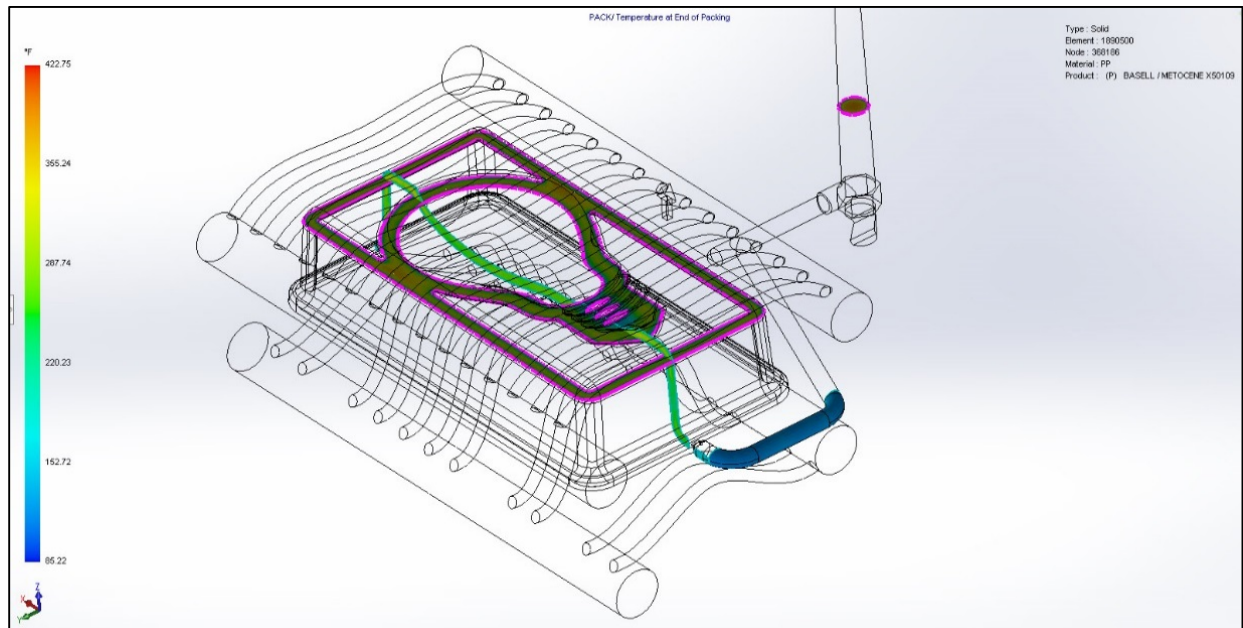 PACK/ Temperature at End of Packing
Type : Solid
Element : 1890500
Node : 368186
Material : PP
Product : (P) BASELL / METOCENE X50109
°F
422.75
355.24
287.74
220.23
152.72
85.22
Z
X
Y